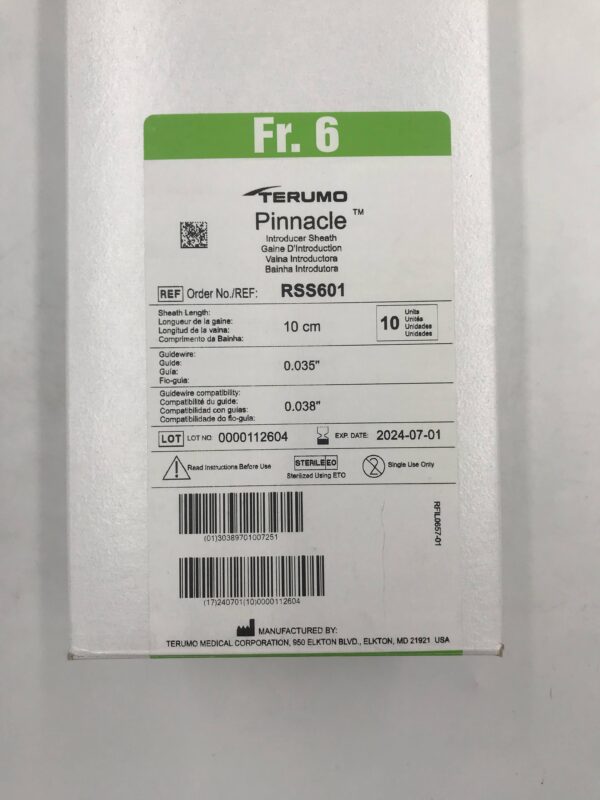 Fr. 6
TERUMO
Pinnacle™
Introducer Sheath
Gaine D'Introduction
Vaina Introductora
Bainha Introdutora
REF Order No./REF: RSS601
Sheath Length:
Longueur de la gaine:
Longitud de la vaina:
Comprimento da Bainha:
10 cm
10
Units
Unités
Unidades
Unidades
Guidewire:
Guide:
Guía:
Fio-guia:
0.035"
Guidewire compatibility:
Compatibilité du guide:
Compatibilidad con guías:
Compatibilidade do fio-guia:
0.038"
LOT LOT NO. 0000112604
EXP. DATE: 2024-07-01
Read Instructions Before Use
STERILE EO
Sterilized Using ETO
2
Single Use Only
(01)30389701007251
RFIL0657-01
(17)240701(10)0000112604
MANUFACTURED BY:
TERUMO MEDICAL CORPORATION, 950 ELKTON BLVD., ELKTON, MD 21921 USA